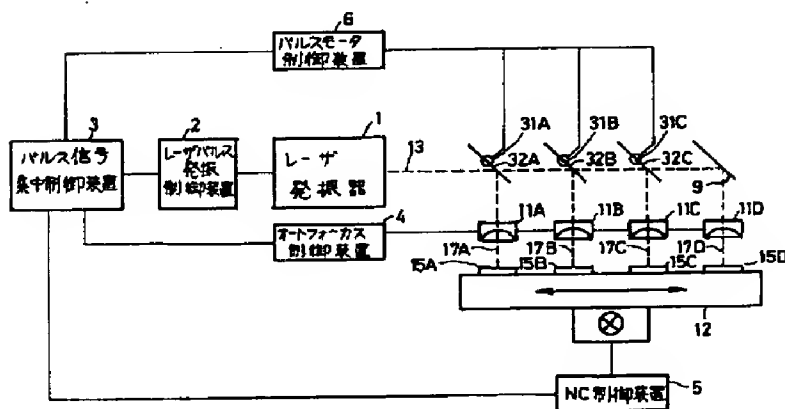 6
パルスモータ
制御装置
3
パルス信号
集中制御装置
2
レーザパルス
発振
制御装置
1
レーザ
発振器
13
31A
31B
31C
32A
32B
32C
9
4
オートフォーカス
制御装置
11A
11B
11C
11D
17A
17B
17C
17D
15A
15B
15C
15D
12
NC制御装置
5